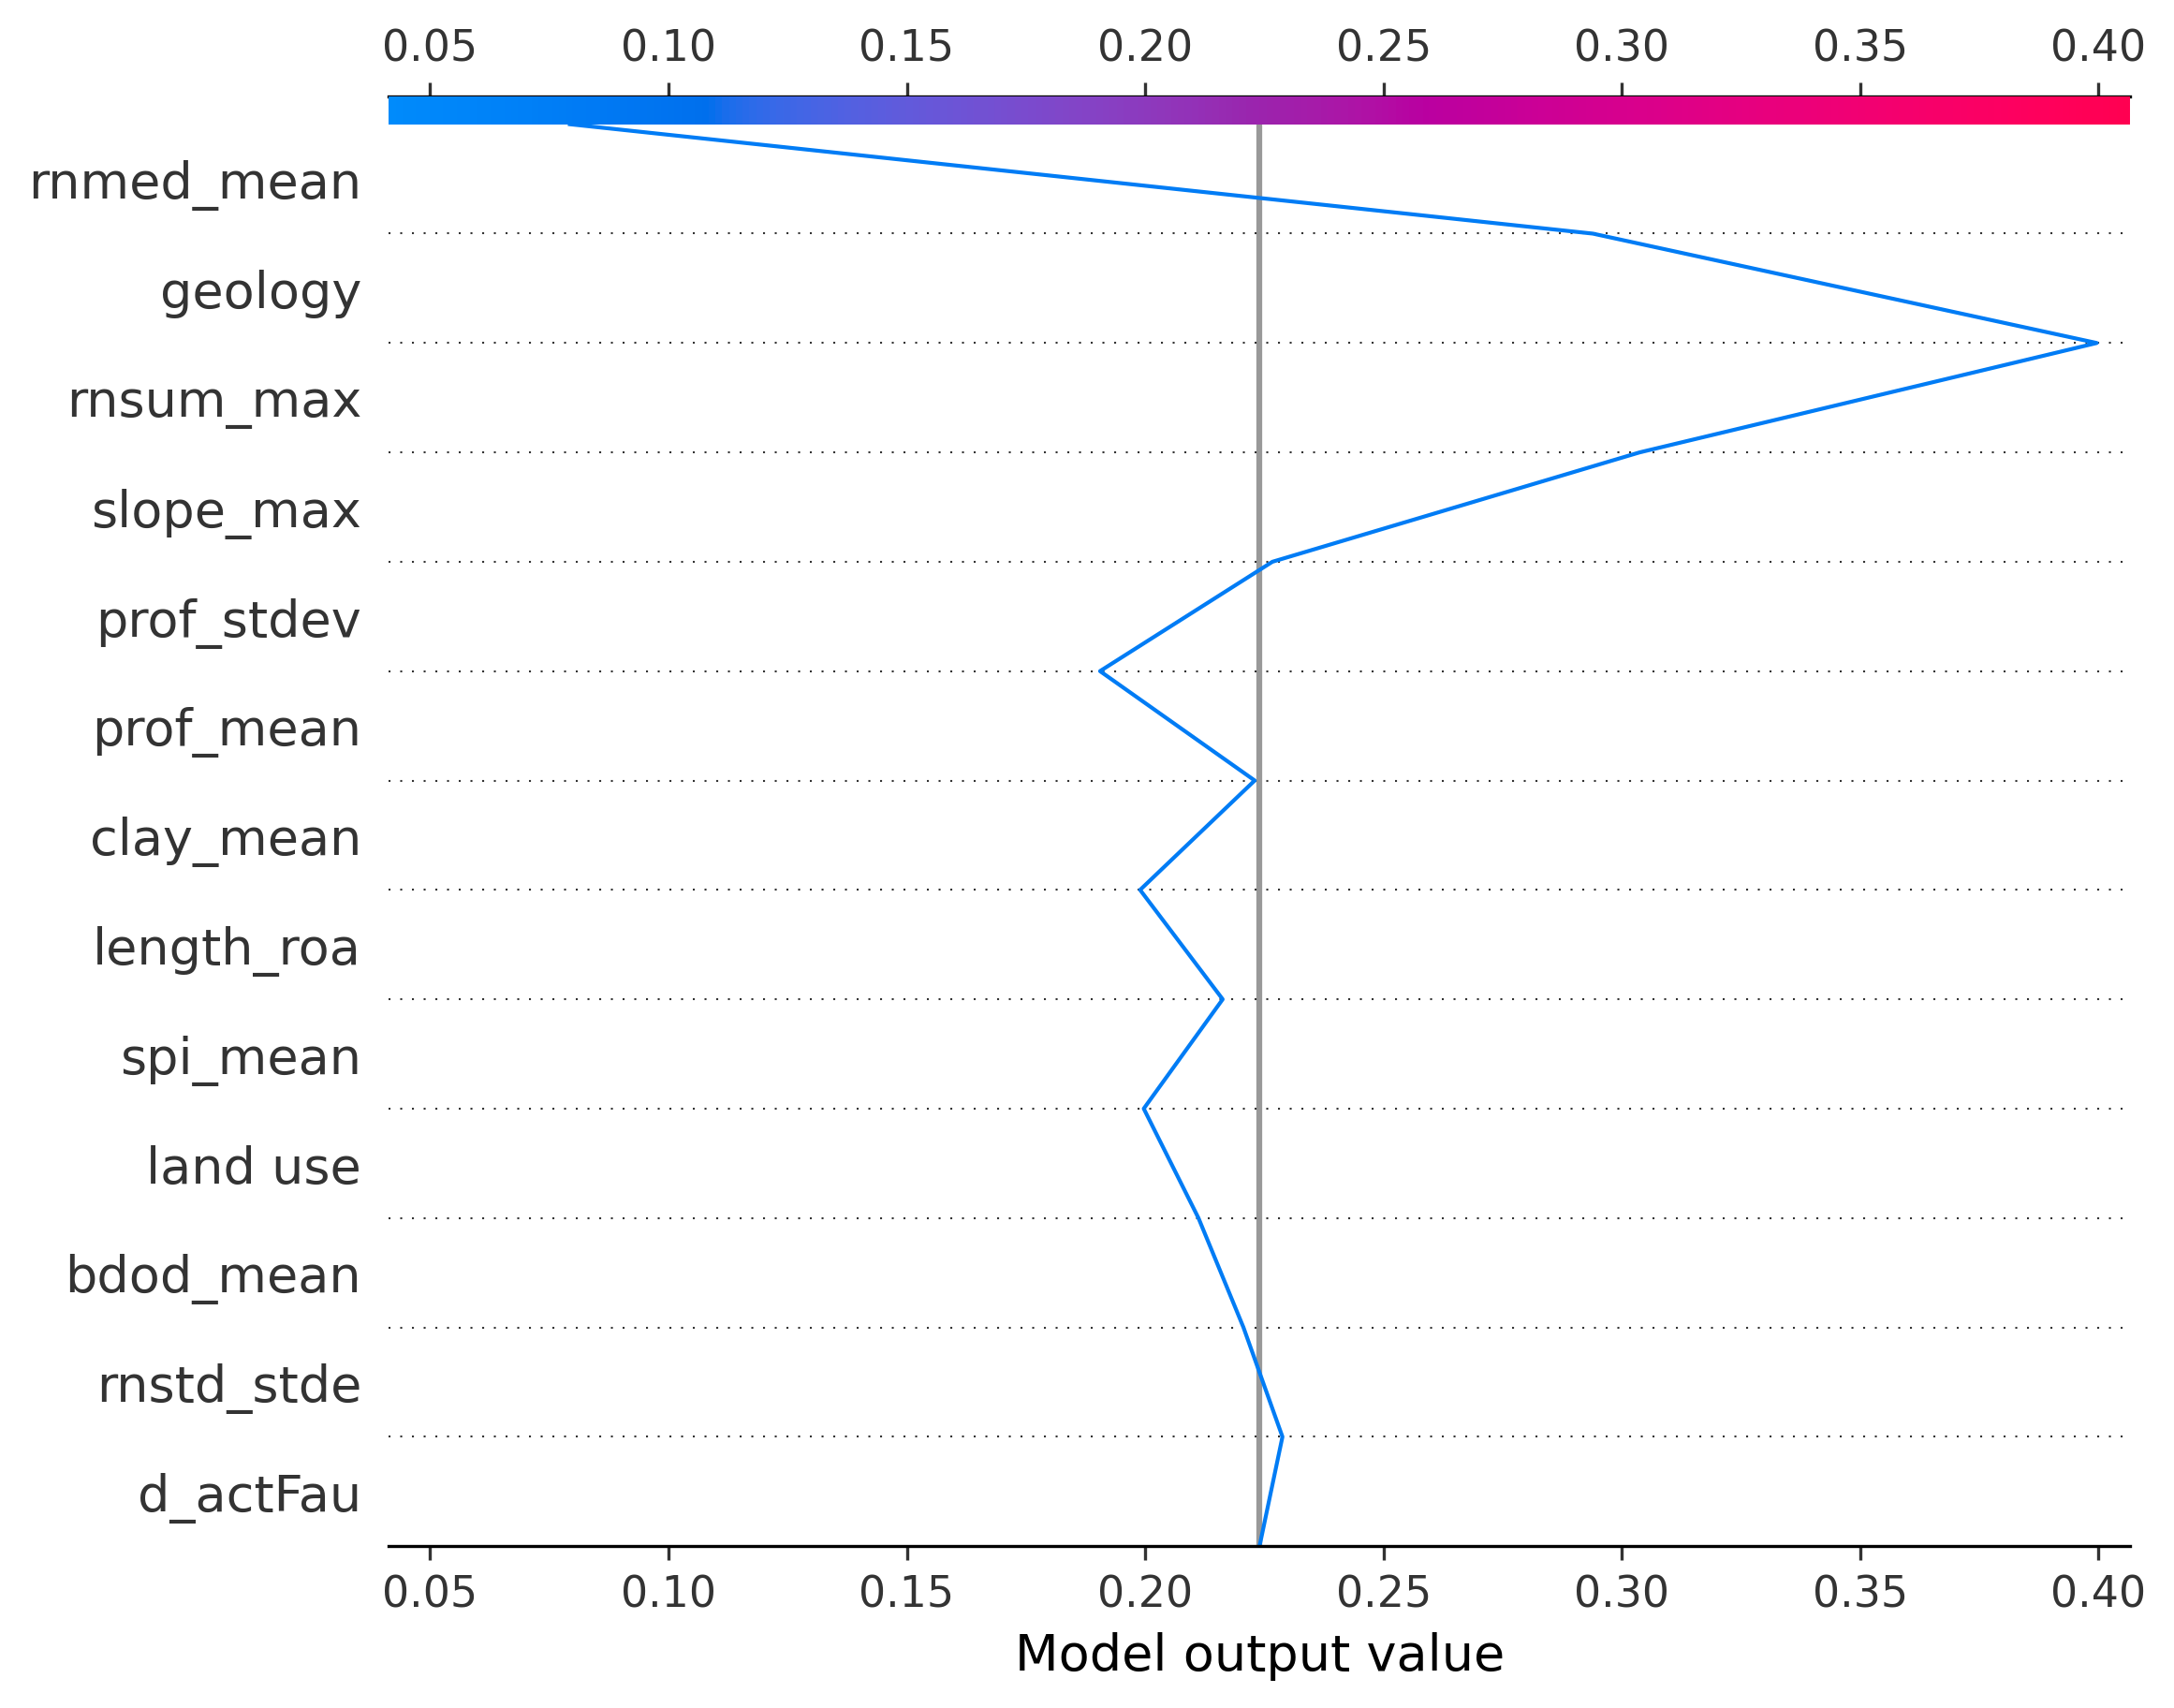 0.05 0.10 0.15 0.20 0.25 0.30 0.35 0.40
rnmed_mean
geology
rnsum_max
slope_max
prof_stdev
prof_mean
clay_mean
length_roa
spi_mean
land use
bdod_mean
rnstd_stde
d_actFau
0.05 0.10 0.15 0.20 0.25 0.30 0.35 0.40
Model output value